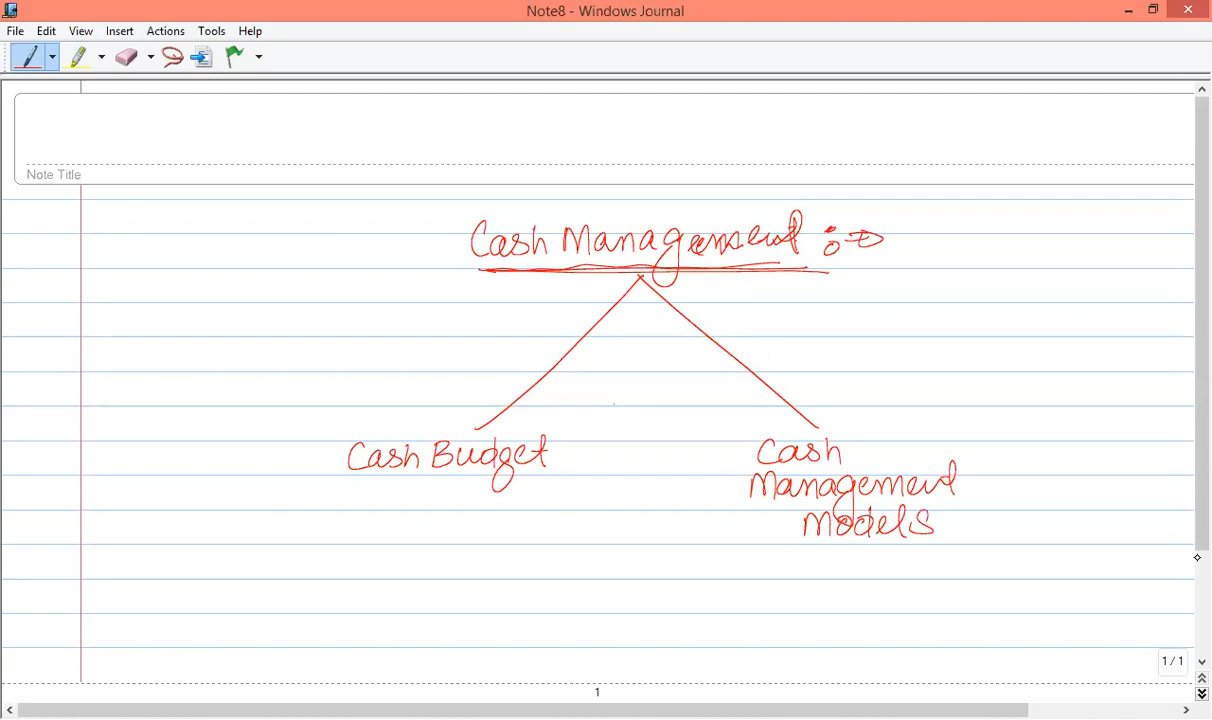 Note8 - Windows Journal
File Edit View Insert Actions Tools Help
Note Title
Cash Management :→
Cash Budget
Cash
Management
Models
1 / 1
1